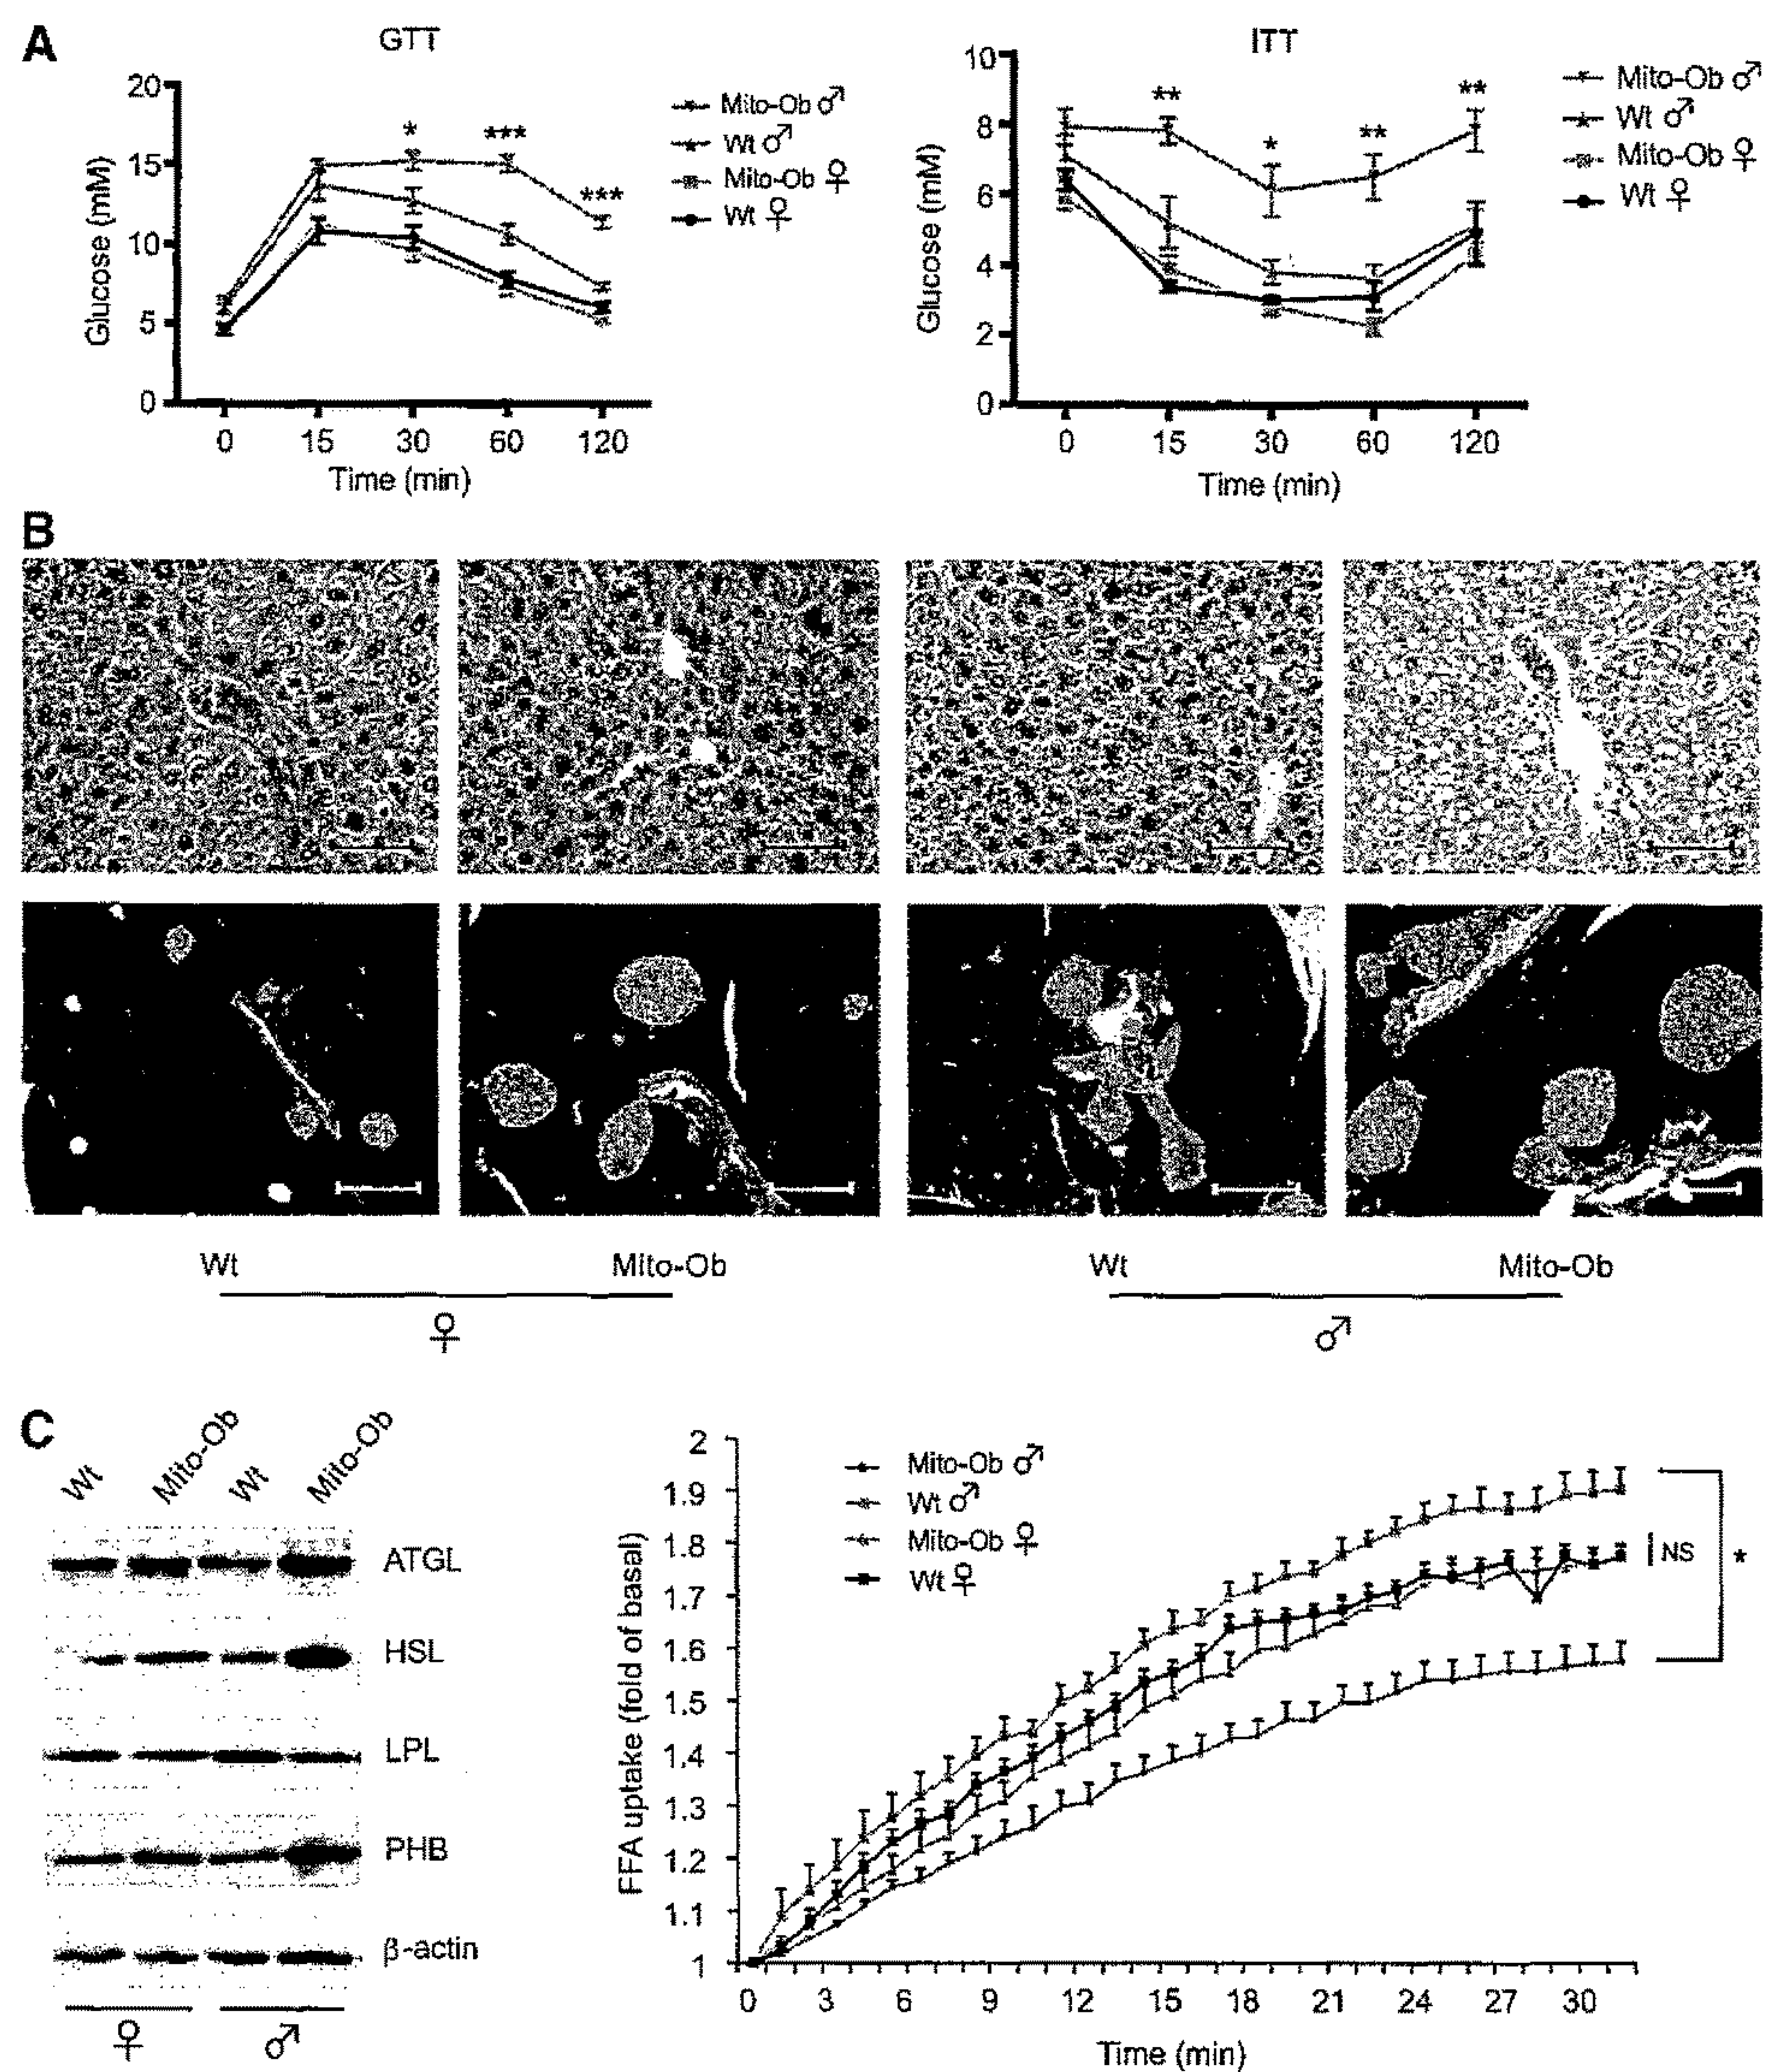 A
GTT
20
15
10
5
0
Glucose (mM)
* *** ***
0 15 30 60 120
Time (min)
Mito-Ob ♂
Wt ♂
Mito-Ob ♀
Wt ♀
ITT
10
8
6
4
2
0
Glucose (mM)
** * ** **
0 15 30 60 120
Time (min)
Mito-Ob ♂
Wt ♂
Mito-Ob ♀
Wt ♀
B
Wt Mito-Ob Wt Mito-Ob
♀ ♂
C
Wt Mito-Ob Wt Mito-Ob
ATGL
HSL
LPL
PHB
β-actin
♀ ♂
2
1.9
1.8
1.7
1.6
1.5
1.4
1.3
1.2
1.1
1
FFA uptake (fold of basal)
Mito-Ob ♂
Wt ♂
Mito-Ob ♀
Wt ♀
NS *
0 3 6 9 12 15 18 21 24 27 30
Time (min)